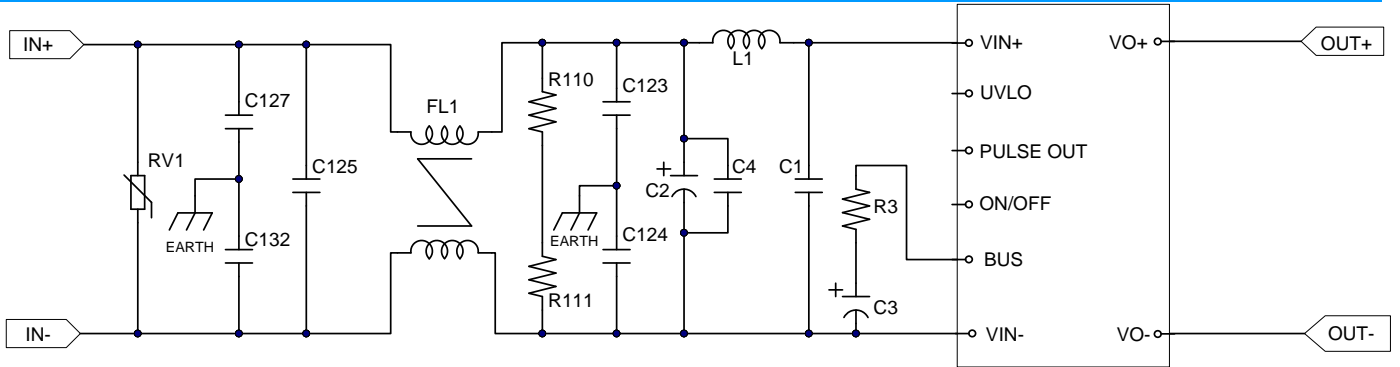 IN+
VIN+
VO+
OUT+
L1
R110
C123
C127
FL1
UVLO
RV1
C125
C2
C4
C1
PULSE OUT
R3
ON/OFF
EARTH
C132
EARTH
C124
BUS
R111
C3
IN-
VIN-
VO-
OUT-